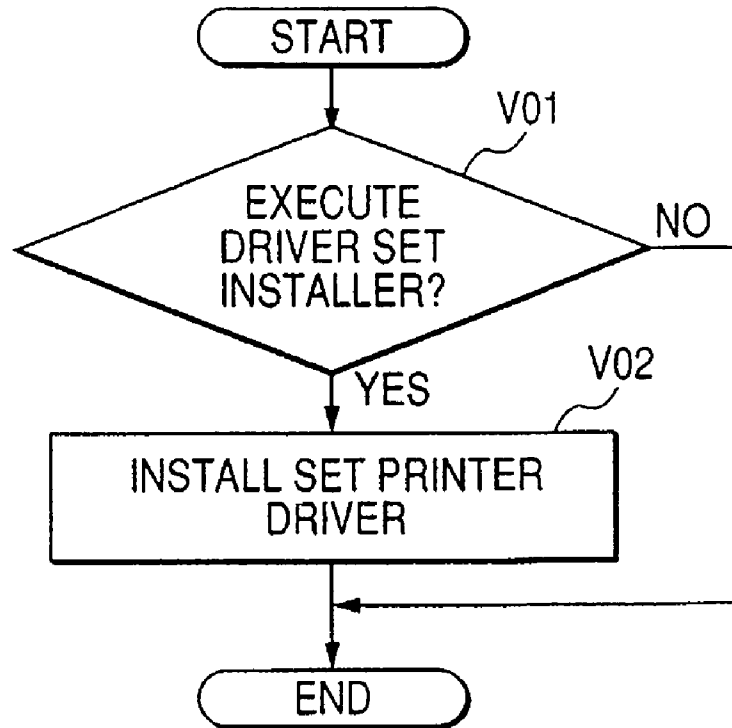 START
V01
EXECUTE
DRIVER SET
INSTALLER?
NO
YES
V02
INSTALL SET PRINTER
DRIVER
END